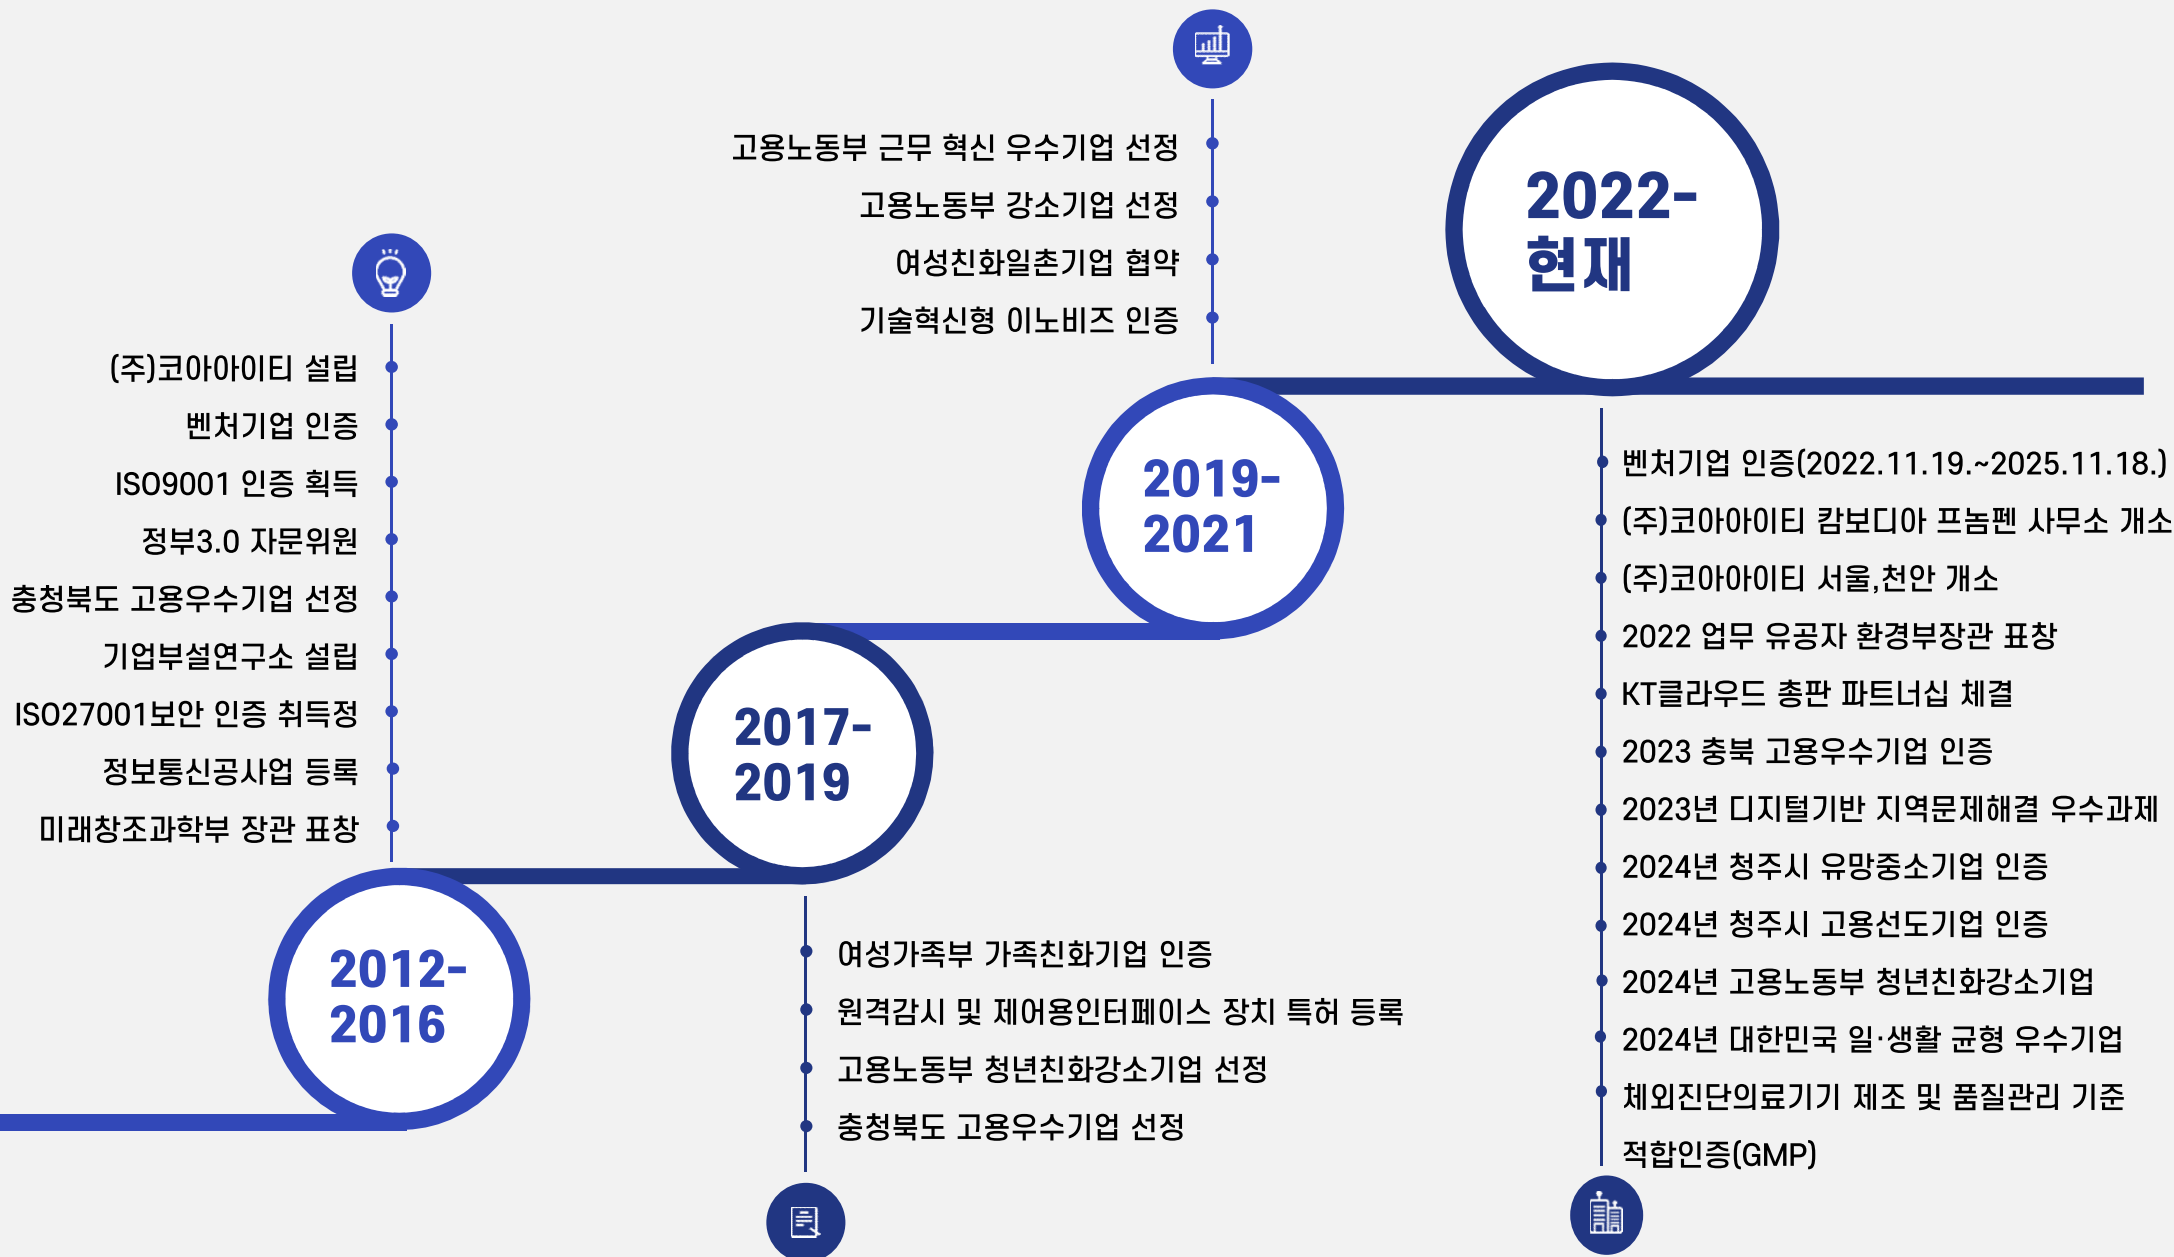 (주)코아아이티 설립
벤처기업 인증
ISO9001 인증 획득
정부3.0 자문위원
충청북도 고용우수기업 선정
기업부설연구소 설립
ISO27001보안 인증 취득정
정보통신공사업 등록
미래창조과학부 장관 표창
2012-
2016
2017-
2019
여성가족부 가족친화기업 인증
원격감시 및 제어용인터페이스 장치 특허 등록
고용노동부 청년친화강소기업 선정
충청북도 고용우수기업 선정
고용노동부 근무 혁신 우수기업 선정
고용노동부 강소기업 선정
여성친화일촌기업 협약
기술혁신형 이노비즈 인증
2019-
2021
2022-
현재
벤처기업 인증(2022.11.19.~2025.11.18.)
(주)코아아이티 캄보디아 프놈펜 사무소 개소
(주)코아아이티 서울,천안 개소
2022 업무 유공자 환경부장관 표창
KT클라우드 총판 파트너십 체결
2023 충북 고용우수기업 인증
2023년 디지털기반 지역문제해결 우수과제
2024년 청주시 유망중소기업 인증
2024년 청주시 고용선도기업 인증
2024년 고용노동부 청년친화강소기업
2024년 대한민국 일·생활 균형 우수기업
체외진단의료기기 제조 및 품질관리 기준
적합인증(GMP)